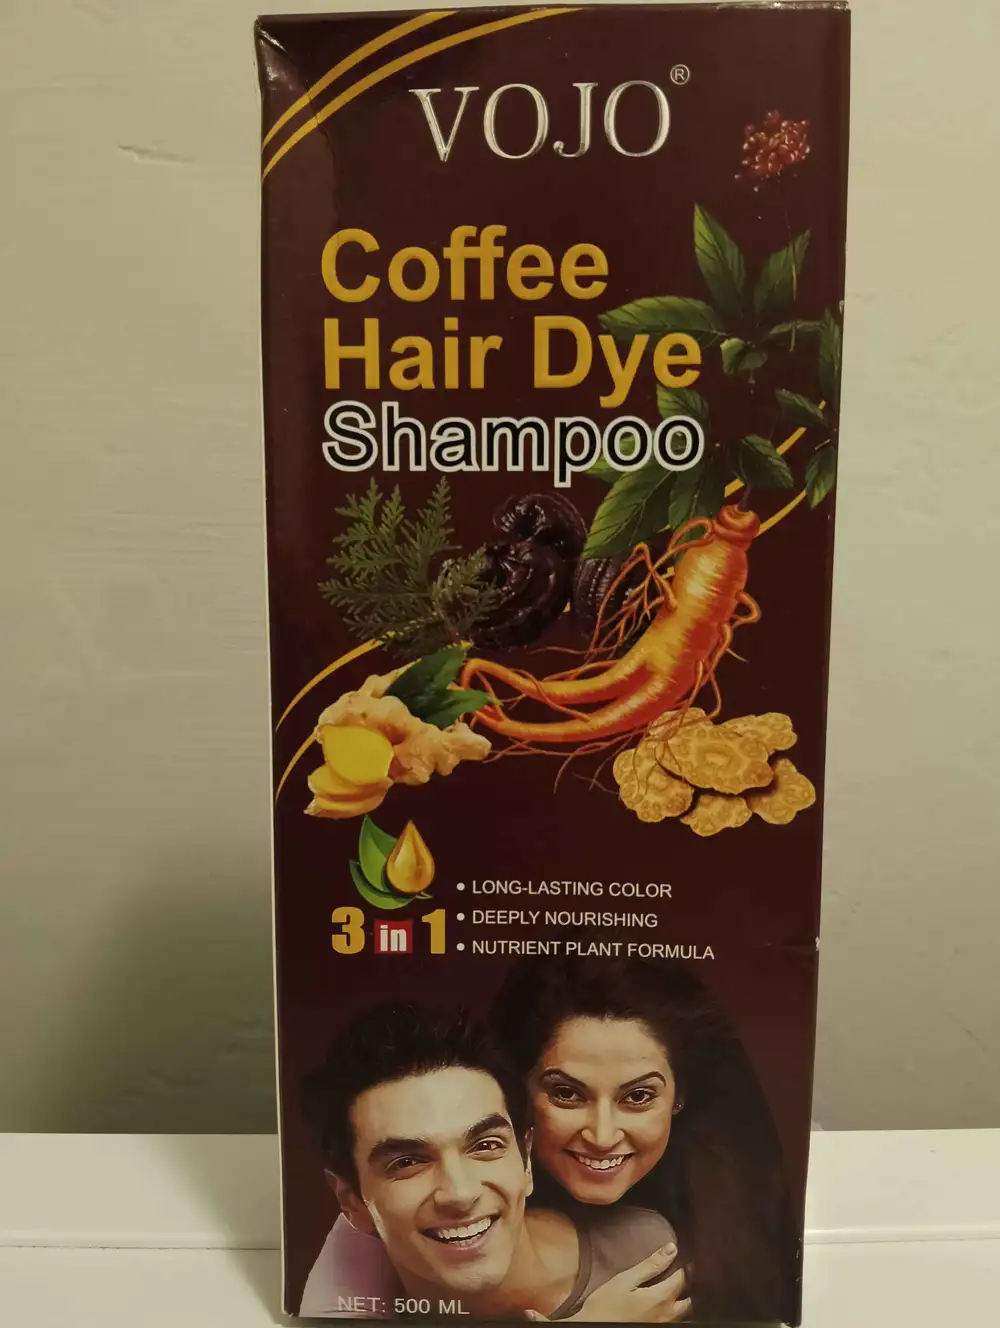 VOJO®
Coffee
Hair Dye
Shampoo
3 in 1
• LONG-LASTING COLOR
• DEEPLY NOURISHING
• NUTRIENT PLANT FORMULA
NET: 500 ML